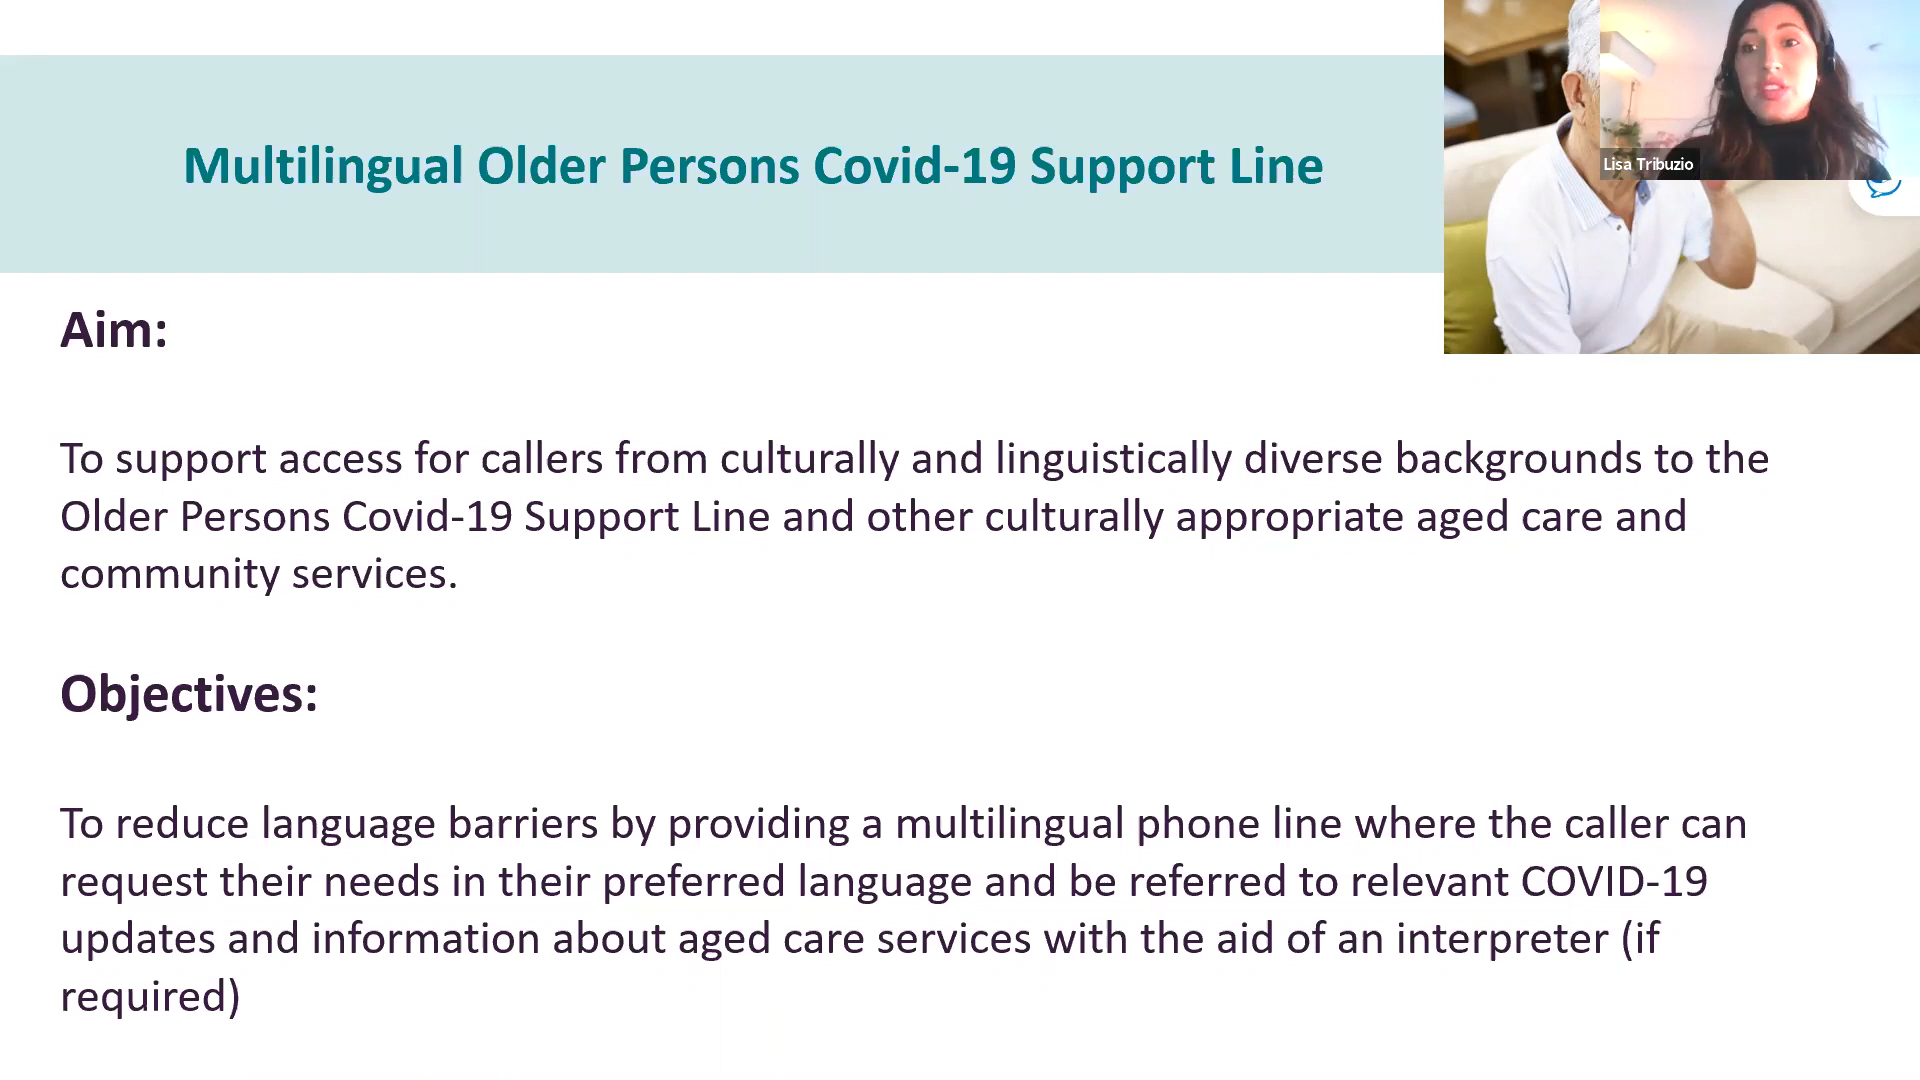 Multilingual Older Persons Covid-19 Support Line
Lisa Tribuzio
Aim:
To support access for callers from culturally and linguistically diverse backgrounds to the
Older Persons Covid-19 Support Line and other culturally appropriate aged care and
community services.
Objectives:
To reduce language barriers by providing a multilingual phone line where the caller can
request their needs in their preferred language and be referred to relevant COVID-19
updates and information about aged care services with the aid of an interpreter (if
required)